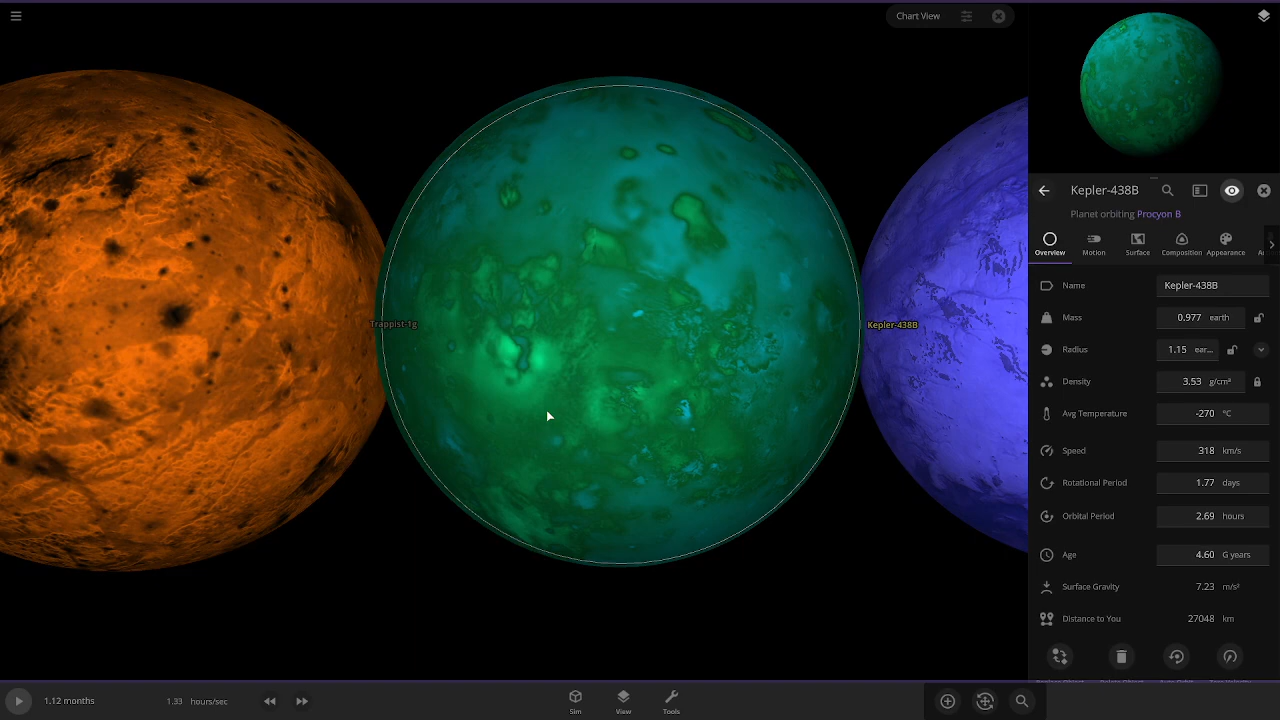 Chart View
Trappist-1g
Kepler-438B
Kepler-438B
Planet orbiting Procyon B
Overview
Motion
Surface
Composition
Appearance
Name
Kepler-438B
Mass
0.977 earth
Radius
1.15 ear...
Density
3.53 g/cm³
Avg Temperature
-270 °C
Speed
318 km/s
Rotational Period
1.77 days
Orbital Period
2.69 hours
Age
4.60 G years
Surface Gravity
7.23 m/s²
Distance to You
27048 km
1.12 months
1.33 hours/sec
Sim
View
Tools